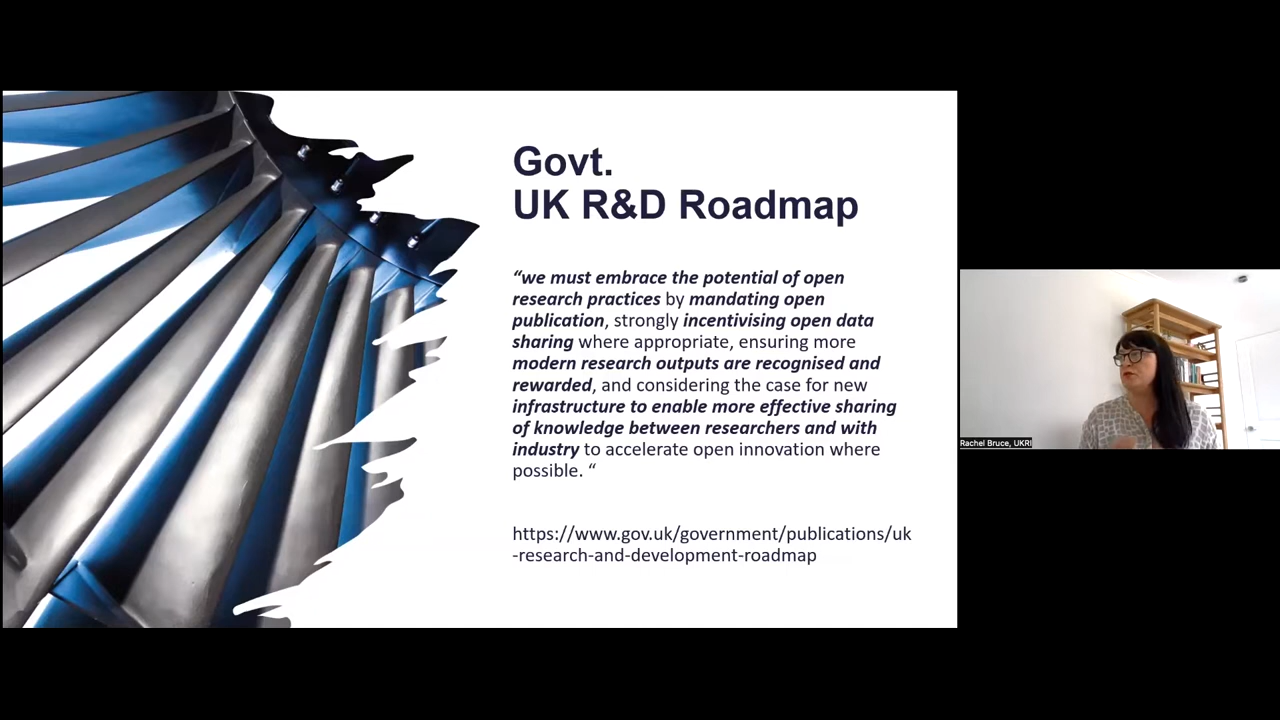 Govt.
UK R&D Roadmap
“we must embrace the potential of open
research practices by mandating open
publication, strongly incentivising open data
sharing where appropriate, ensuring more
modern research outputs are recognised and
rewarded, and considering the case for new
infrastructure to enable more effective sharing
of knowledge between researchers and with
industry to accelerate open innovation where
possible. “
https://www.gov.uk/government/publications/uk
-research-and-development-roadmap
Rachel Bruce, UKRI